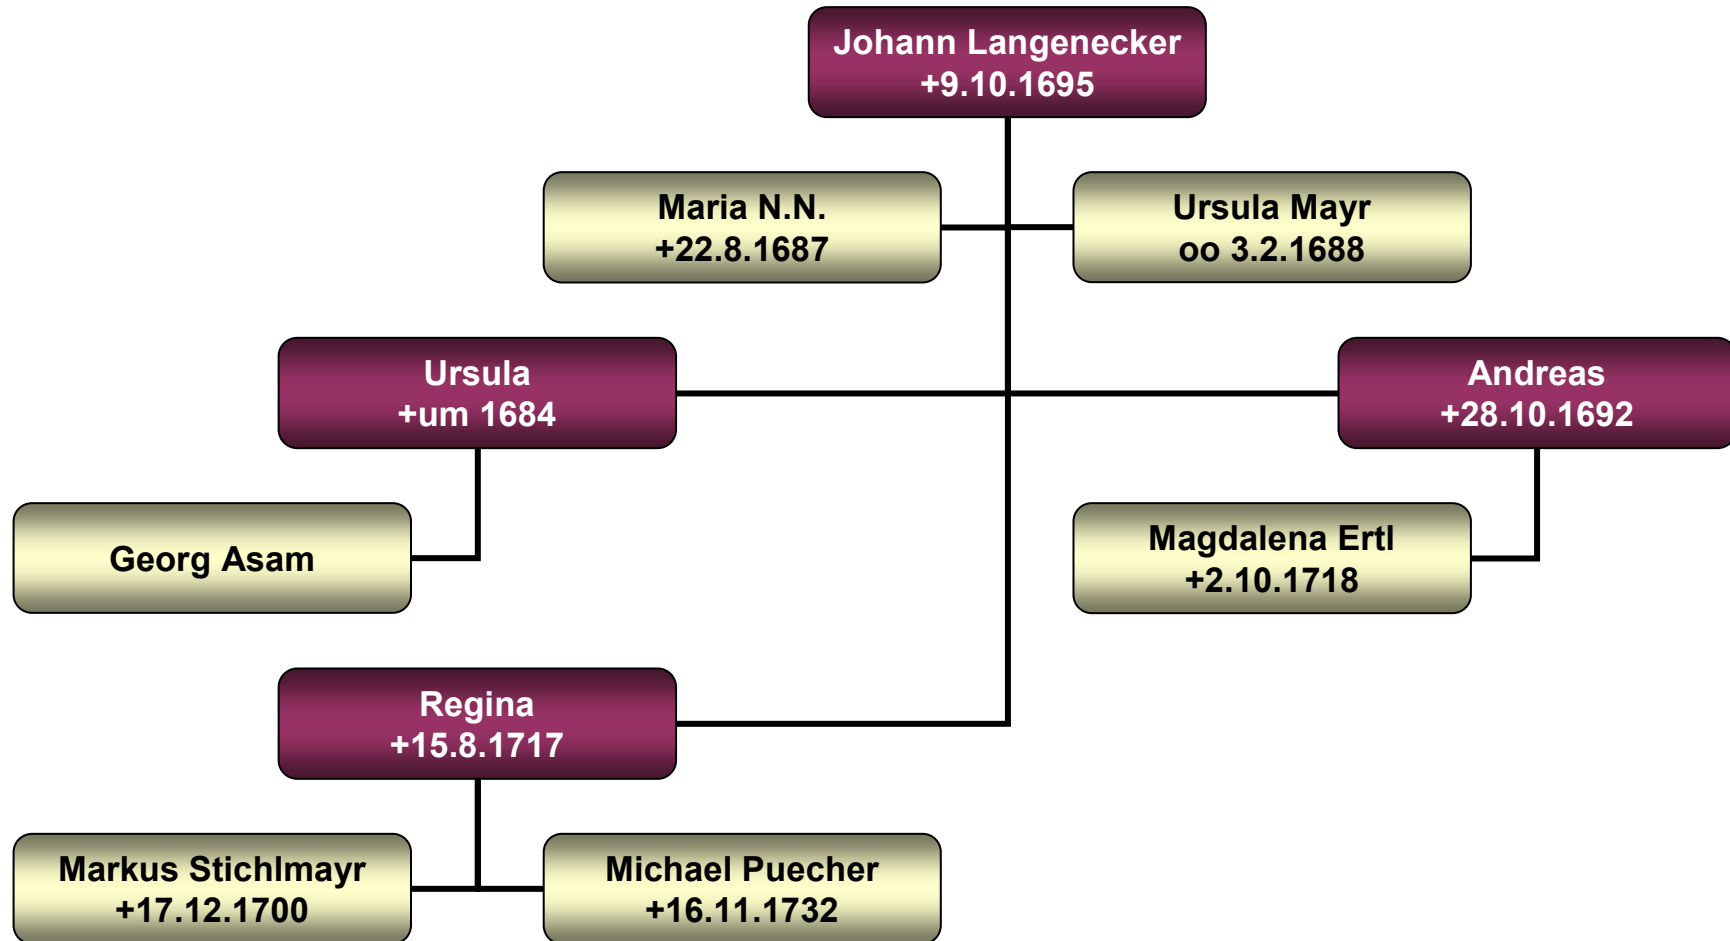 Johann Langenecker
+9.10.1695
Maria N.N.
+22.8.1687
Ursula Mayr
oo 3.2.1688
Ursula
+um 1684
Andreas
+28.10.1692
Georg Asam
Magdalena Ertl
+2.10.1718
Regina
+15.8.1717
Markus Stichlmayr
+17.12.1700
Michael Puecher
+16.11.1732